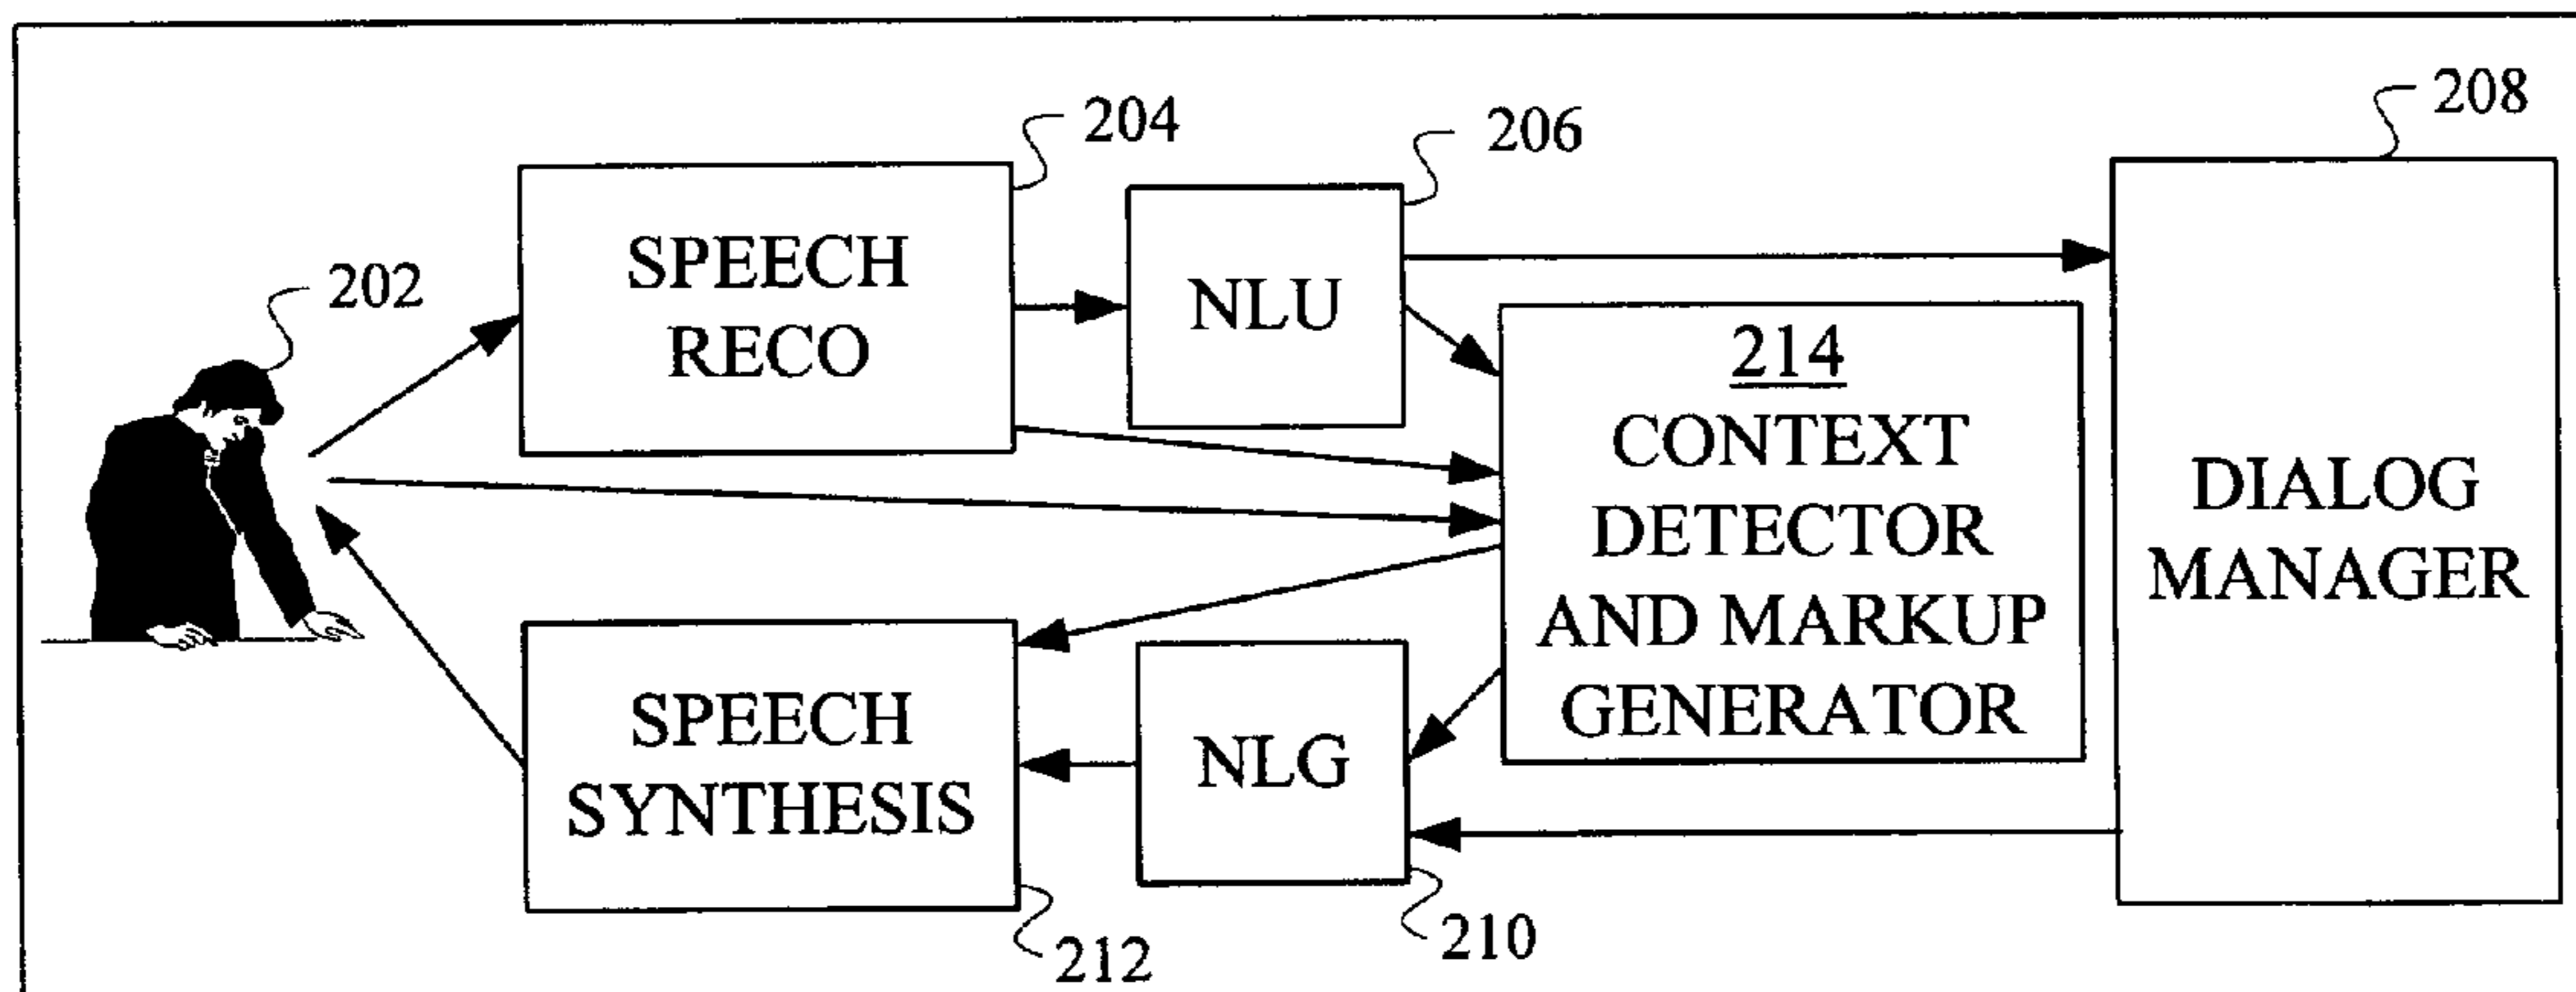 208
204
206
SPEECH
RECO
NLU
202
214
CONTEXT
DETECTOR
AND MARKUP
GENERATOR
DIALOG
MANAGER
SPEECH
SYNTHESIS
NLG
212
210